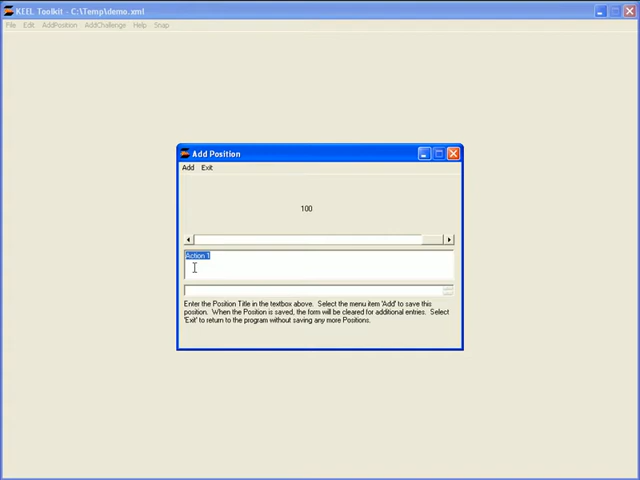 KEEL Toolkit - C:\Temp\demo.xml
File Edit AddPosition AddChallenge Help Snap
Add Position
Add Exit
100
Action 1
Enter the Position Title in the textbox above. Select the menu item 'Add' to save this
position. When the Position is saved, the form will be cleared for additional entries. Select
'Exit' to return to the program without saving any more Positions.